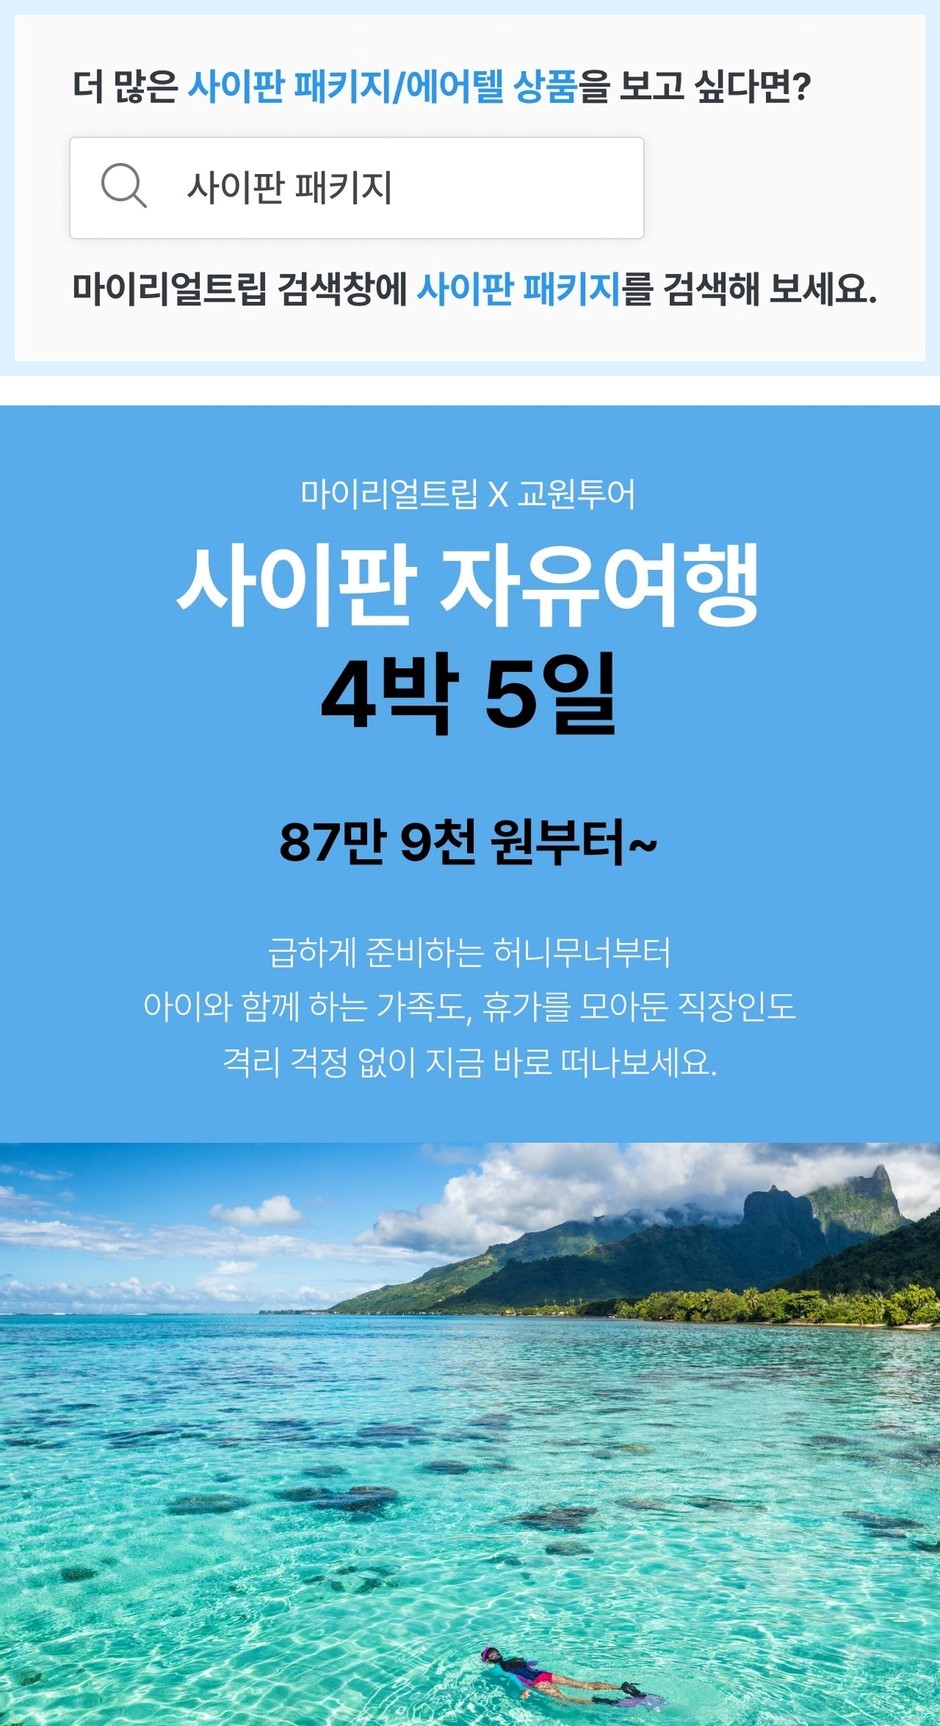 더 많은 사이판 패키지/에어텔 상품을 보고 싶다면?
사이판 패키지
마이리얼트립 검색창에 사이판 패키지를 검색해 보세요.
마이리얼트립 X 교원투어
사이판 자유여행
4박 5일
87만 9천 원부터~
급하게 준비하는 허니무너부터
아이와 함께 하는 가족도, 휴가를 모아둔 직장인도
격리 걱정 없이 지금 바로 떠나보세요.